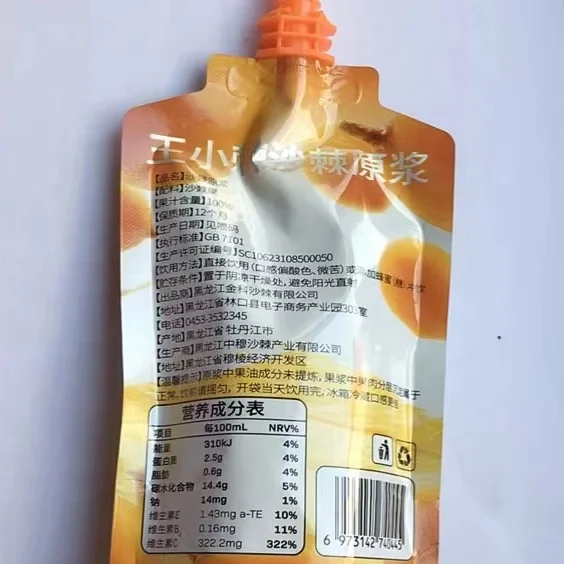 王小 沙棘原浆
【品名】沙棘原浆
【配料】沙棘果
【果汁含量】100%
【保质期】12个月
【生产日期】见喷码
【执行标准】GB 7101
【生产许可证编号】SC10623108500050
【饮用方法】直接饮用(口感偏酸色、微苦)或添加蜂蜜(糖)冲饮
【贮存条件】置于阴凉干燥处,避免阳光直射
【出品商】黑龙江金科沙棘有限公司
【地址】黑龙江省林口县电子商务产业园303室
【电话】0453-3532345
【产地】黑龙江省 牡丹江市
【生产商】黑龙江中穆沙棘产业有限公司
【地址】黑龙江省穆棱经济开发区
【温馨提示】原浆中果油成分未提炼,果浆中果肉分层沉淀属于
正常,饮前请摇匀,开袋当天饮用完,冰箱冷藏口感更佳
营养成分表
项目 每100mL NRV%
能量 310kJ 4%
蛋白质 2.5g 4%
脂肪 0.6g 4%
碳水化合物 14.4g 5%
钠 14mg 1%
维生素E 1.43mg a-TE 10%
维生素B 0.16mg 11%
维生素C 322.2mg 322%
6 973142 740445